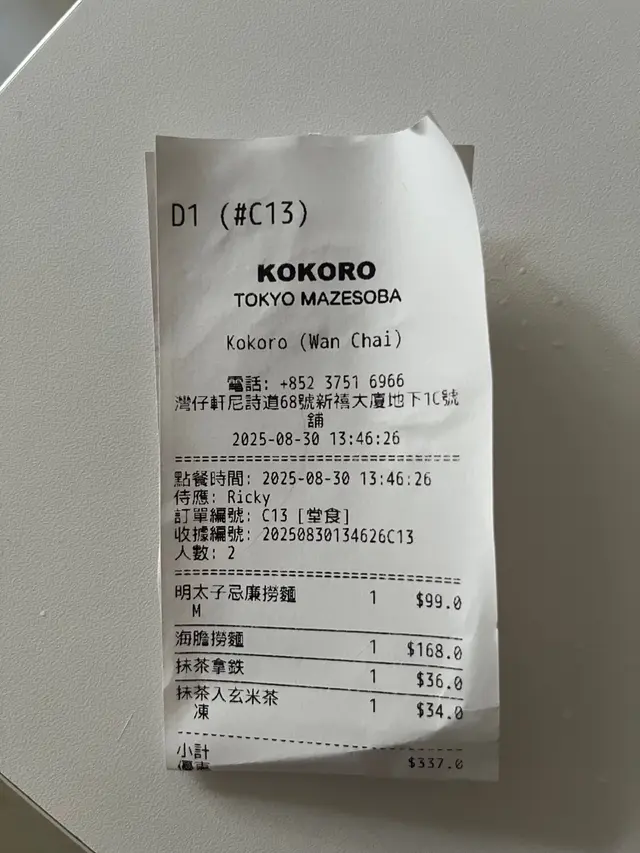 D1 (#C13)
KOKORO
TOKYO MAZESOBA
Kokoro (Wan Chai)
電話: +852 3751 6966
灣仔軒尼詩道68號新禧大廈地下1C號
舖
2025-08-30 13:46:26
點餐時間: 2025-08-30 13:46:26
侍應: Ricky
訂單編號: C13 [堂食]
收據編號: 20250830134626C13
人數: 2
明太子忌廉撈麵 1 $99.0
M
海膽撈麵 1 $168.0
抹茶拿鉄 1 $36.0
抹茶入玄米茶 1 $34.0
凍
小計 $337.0